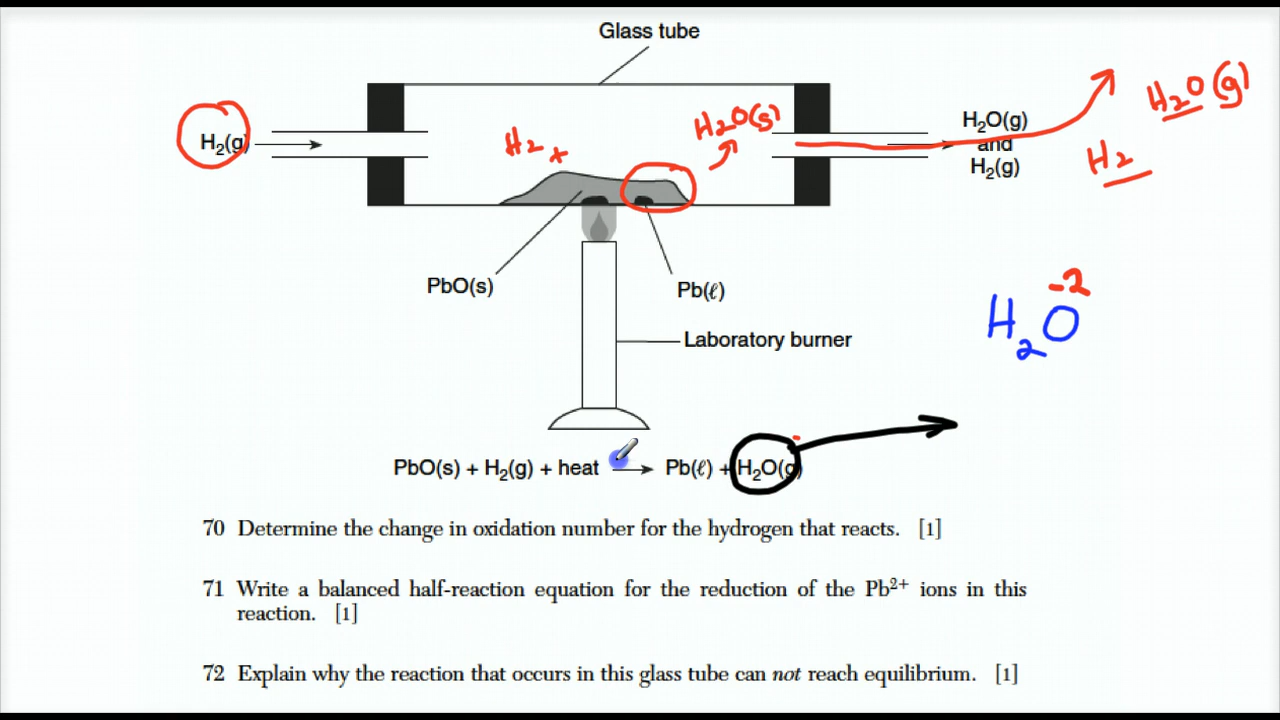 Glass tube
H₂O(g)
H₂(g)
H₂O(s)
H₂O(g)
and
H₂(g)
H₂ +
H₂
PbO(s)
Pb(ℓ)
H₂O⁻²
Laboratory burner
PbO(s) + H₂(g) + heat → Pb(ℓ) + H₂O(g)
70 Determine the change in oxidation number for the hydrogen that reacts. [1]
71 Write a balanced half-reaction equation for the reduction of the Pb²⁺ ions in this
reaction. [1]
72 Explain why the reaction that occurs in this glass tube can not reach equilibrium. [1]